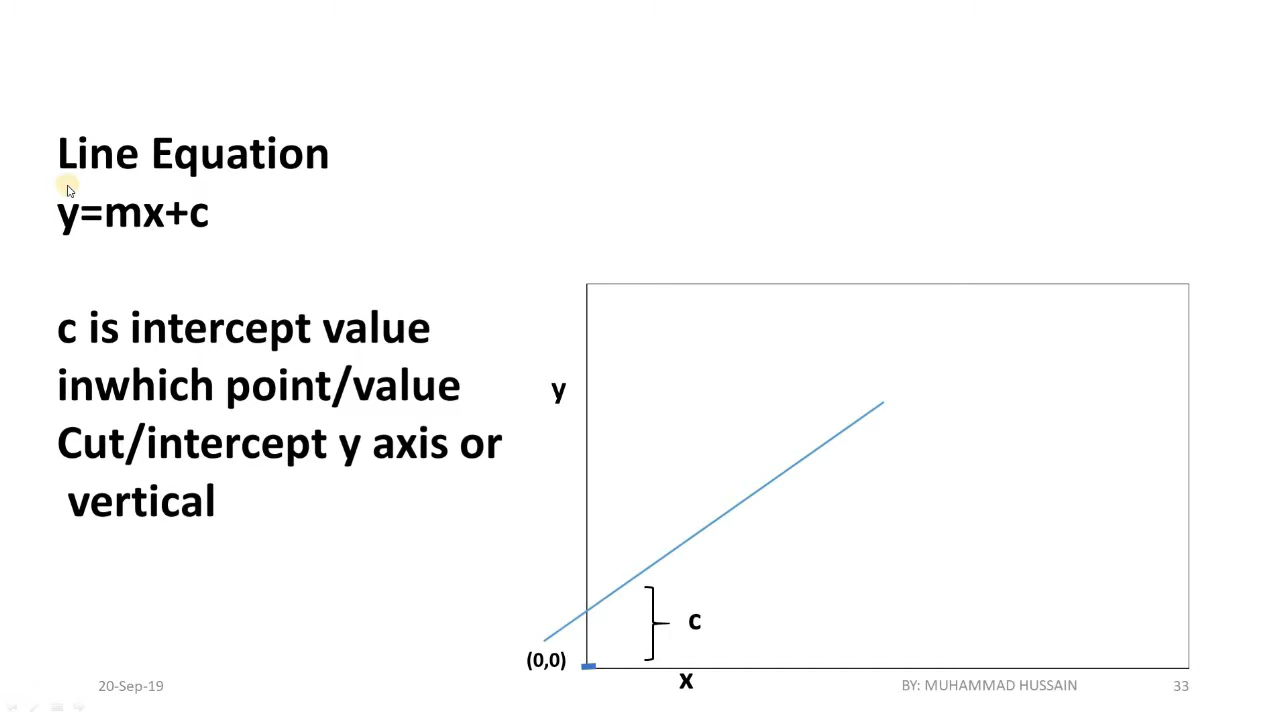 Line Equation
y=mx+c
c is intercept value
inwhich point/value
Cut/intercept y axis or
vertical
y
c
(0,0)
x
20-Sep-19
BY: MUHAMMAD HUSSAIN
33